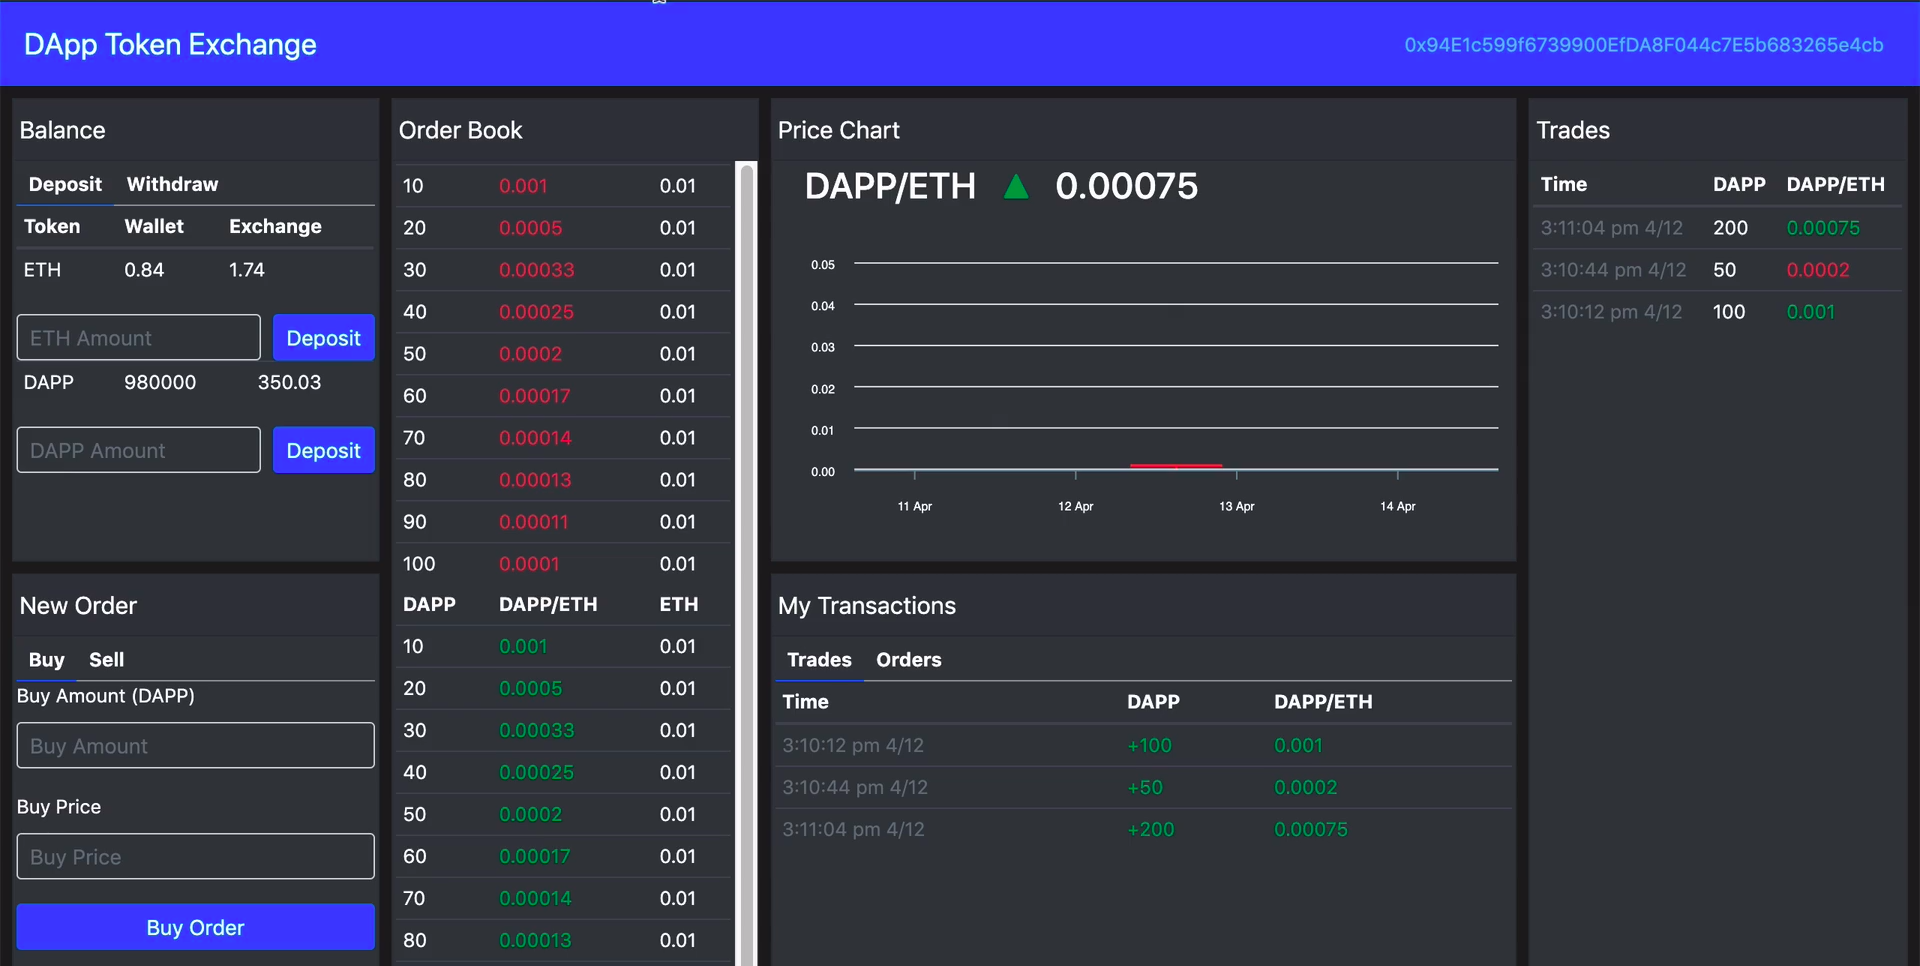 DApp Token Exchange
0x94E1c599f6739900EfDA8F044c7E5b683265e4cb
Balance
Deposit Withdraw
Token Wallet Exchange
ETH 0.84 1.74
ETH Amount Deposit
DAPP 980000 350.03
DAPP Amount Deposit
New Order
Buy Sell
Buy Amount (DAPP)
Buy Amount
Buy Price
Buy Price
Buy Order
Order Book
10 0.001 0.01
20 0.0005 0.01
30 0.00033 0.01
40 0.00025 0.01
50 0.0002 0.01
60 0.00017 0.01
70 0.00014 0.01
80 0.00013 0.01
90 0.00011 0.01
100 0.0001 0.01
DAPP DAPP/ETH ETH
10 0.001 0.01
20 0.0005 0.01
30 0.00033 0.01
40 0.00025 0.01
50 0.0002 0.01
60 0.00017 0.01
70 0.00014 0.01
80 0.00013 0.01
Price Chart
DAPP/ETH ▲ 0.00075
0.05
0.04
0.03
0.02
0.01
0.00
11 Apr 12 Apr 13 Apr 14 Apr
My Transactions
Trades Orders
Time DAPP DAPP/ETH
3:10:12 pm 4/12 +100 0.001
3:10:44 pm 4/12 +50 0.0002
3:11:04 pm 4/12 +200 0.00075
Trades
Time DAPP DAPP/ETH
3:11:04 pm 4/12 200 0.00075
3:10:44 pm 4/12 50 0.0002
3:10:12 pm 4/12 100 0.001